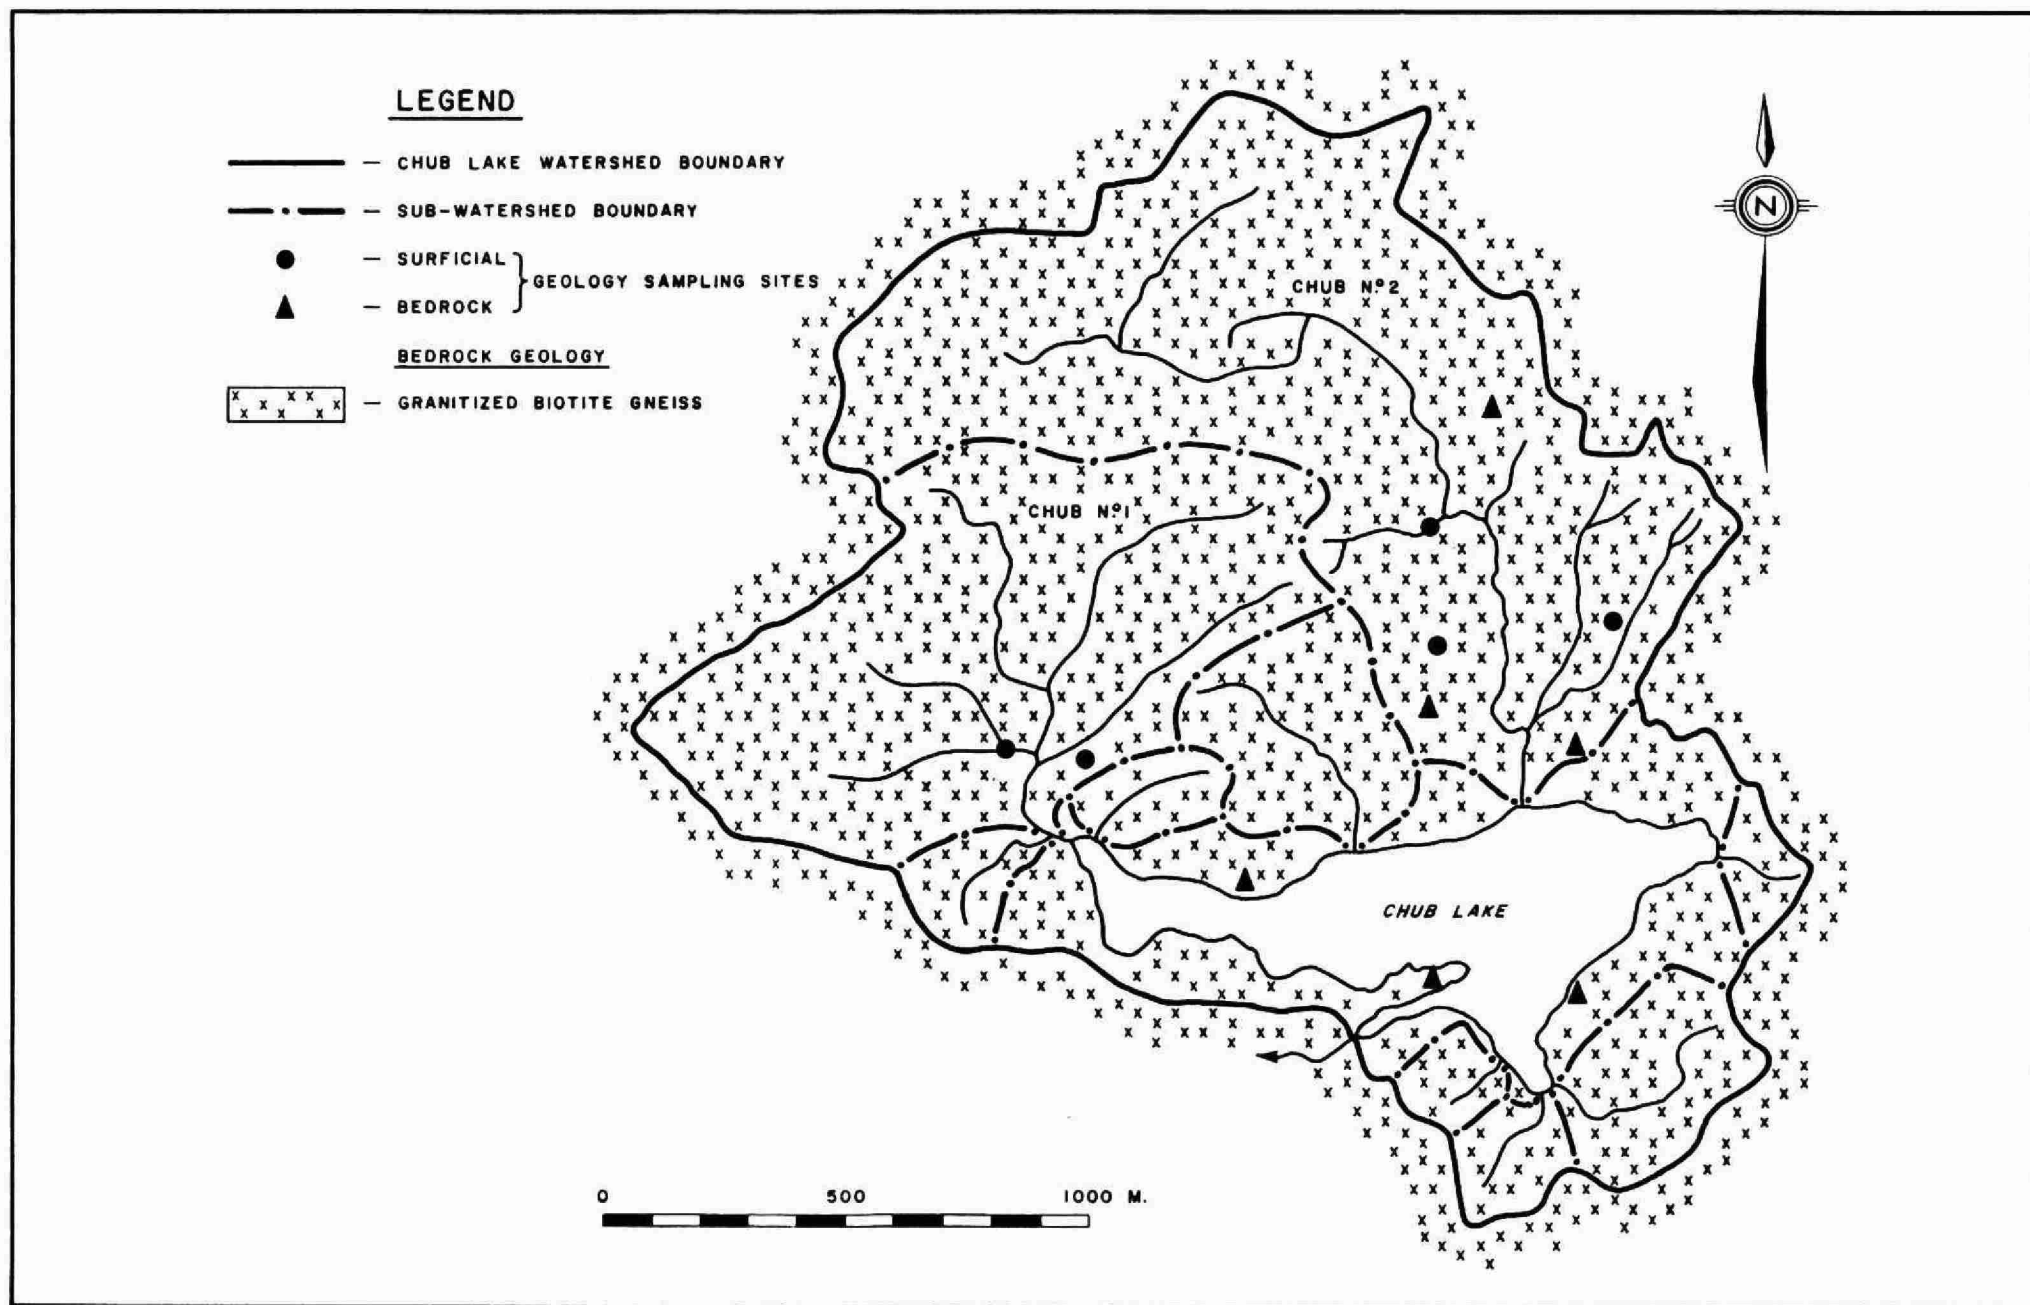 LEGEND
— CHUB LAKE WATERSHED BOUNDARY
— SUB-WATERSHED BOUNDARY
— SURFICIAL
GEOLOGY SAMPLING SITES
— BEDROCK
BEDROCK GEOLOGY
— GRANITIZED BIOTITE GNEISS
N
CHUB Nº2
CHUB Nº1
CHUB LAKE
0 500 1000 M.